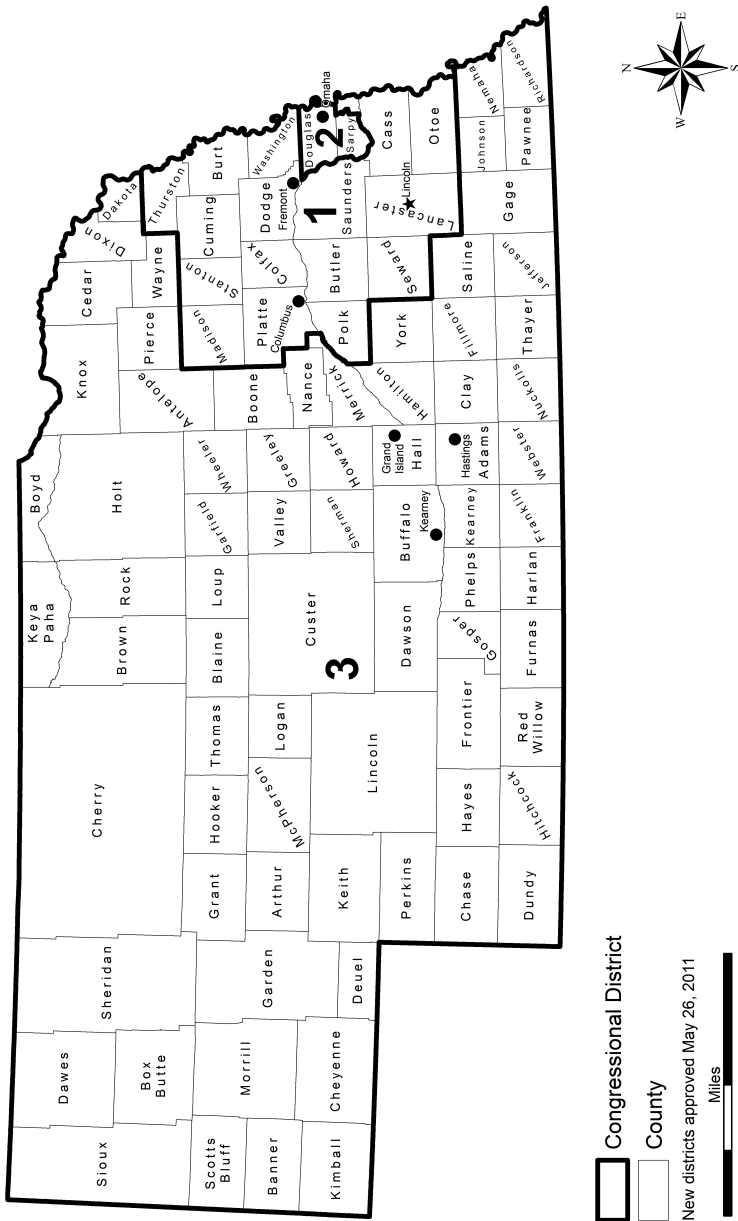 Sioux
Dawes
Sheridan
Cherry
Keya
Paha
Boyd
Knox
Cedar
Dixon
Dakota
Box
Butte
Brown
Rock
Holt
Antelope
Pierce
Wayne
Thurston
Scotts
Bluff
Banner
Kimball
Morrill
Cheyenne
Garden
Deuel
Grant
Hooker
Thomas
Blaine
Loup
Garfield
Wheeler
Boone
Madison
Stanton
Cuming
Burt
Arthur
McPherson
Logan
Custer
3
Valley
Greeley
Nance
Platte
Columbus
Colfax
Dodge
Fremont
Washington
Keith
Lincoln
Sherman
Howard
Merrick
Polk
Butler
Saunders
1
Douglas
2
Omaha
Sarpy
Perkins
Dawson
Buffalo
Kearney
Grand
Island
Hall
Hamilton
York
Seward
Lancaster
Lincoln
Cass
Otoe
Chase
Hayes
Frontier
Gosper
Phelps
Kearney
Hastings
Adams
Clay
Fillmore
Saline
Gage
Johnson
Nemaha
Dundy
Hitchcock
Red
Willow
Furnas
Harlan
Franklin
Webster
Nuckolls
Thayer
Jefferson
Pawnee
Richardson
N
E
S
W
Congressional District
County
New districts approved May 26, 2011
Miles